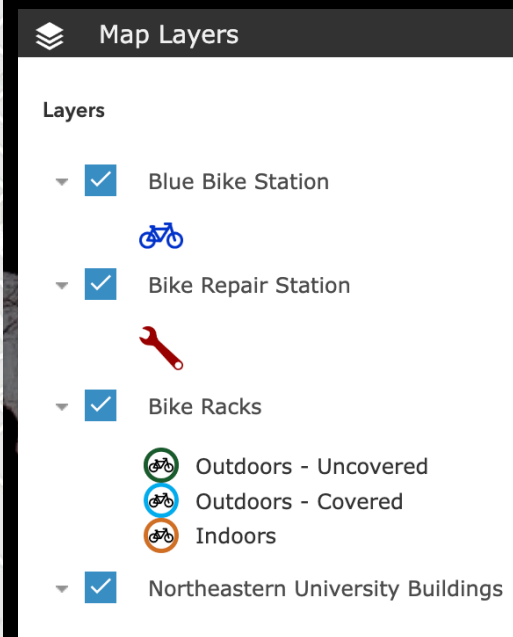 Map Layers
Layers
Blue Bike Station
Bike Repair Station
Bike Racks
Outdoors - Uncovered
Outdoors - Covered
Indoors
Northeastern University Buildings